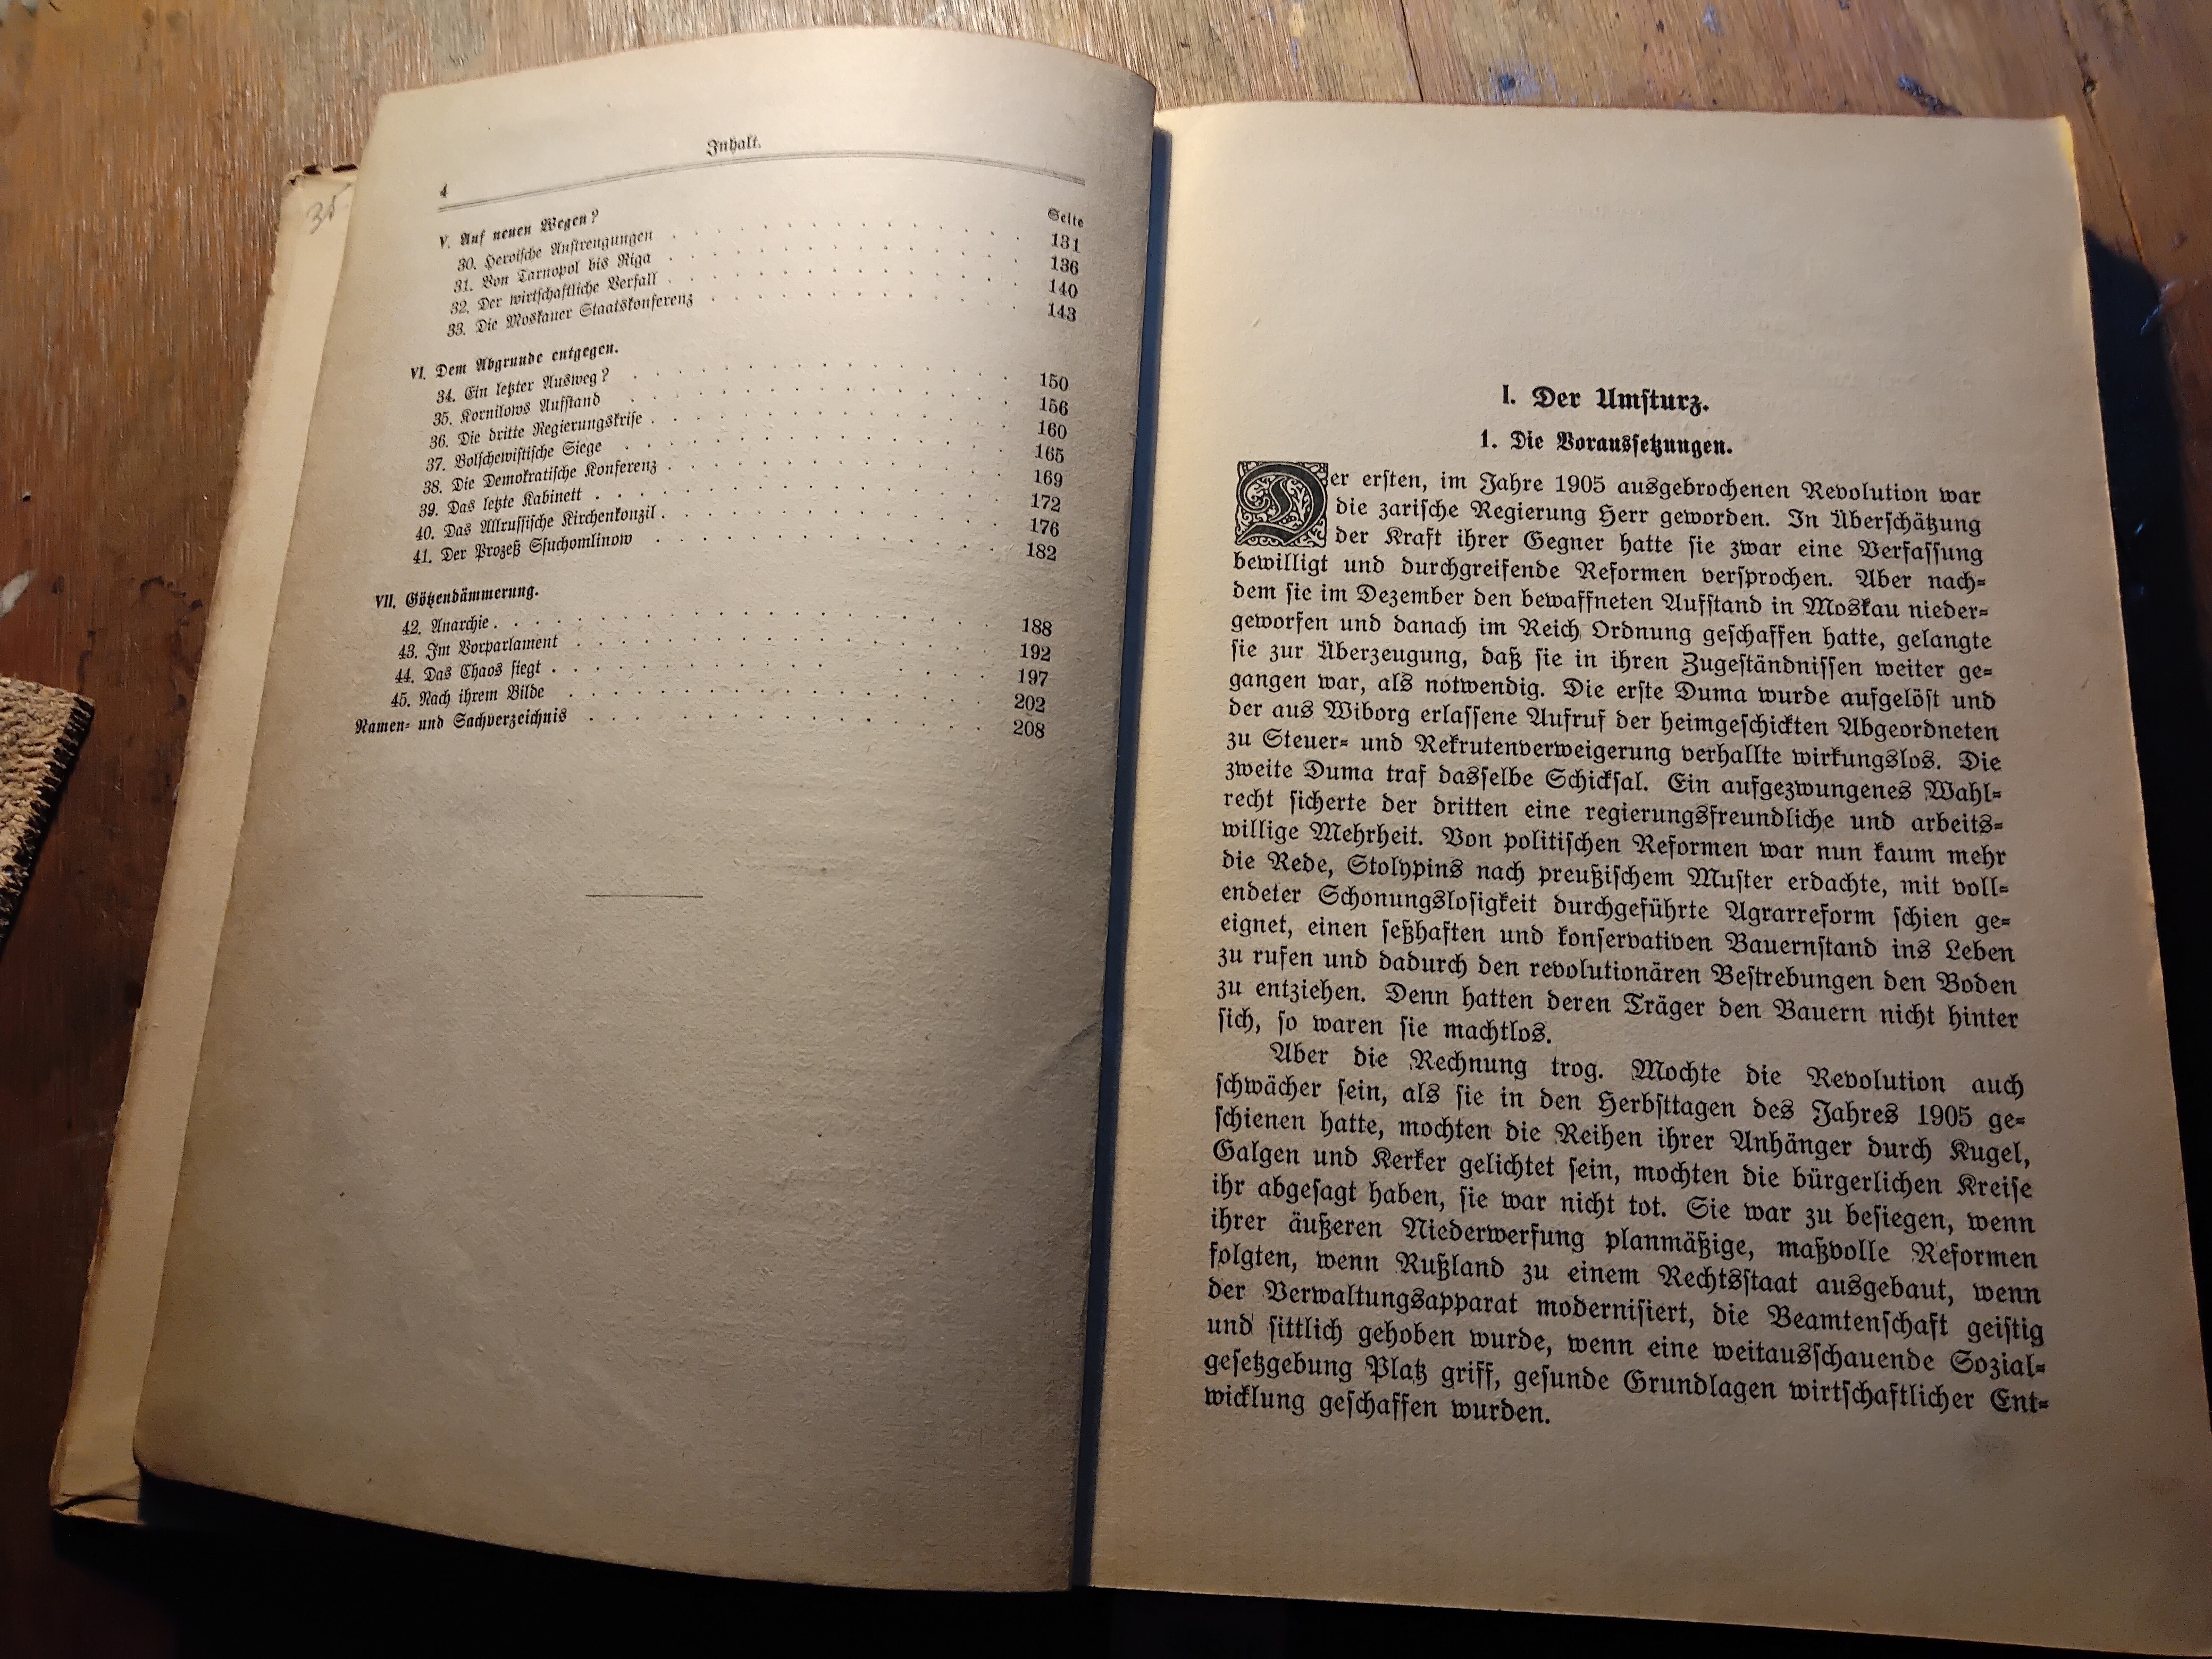 4
Inhalt.
Seite
V. Auf neuen Wegen?
30. Heroische Anstrengungen . . . . . . . . . . . . . . . 131
31. Von Tarnopol bis Riga . . . . . . . . . . . . . . . 136
32. Der wirtschaftliche Verfall . . . . . . . . . . . . . . . 140
33. Die Moskauer Staatskonferenz . . . . . . . . . . . . . 143
VI. Dem Abgrunde entgegen.
34. Ein letzter Ausweg? . . . . . . . . . . . . . . . 150
35. Kornilows Aufstand . . . . . . . . . . . . . . . 156
36. Die dritte Regierungskrise . . . . . . . . . . . . . . . 160
37. Bolschewistische Siege . . . . . . . . . . . . . . . 165
38. Die Demokratische Konferenz . . . . . . . . . . . . . . 169
39. Das letzte Kabinett . . . . . . . . . . . . . . . 172
40. Das Allrussische Kirchenkonzil . . . . . . . . . . . . . . 176
41. Der Prozeß Ssuchomlinow . . . . . . . . . . . . . . 182
VII. Götzendämmerung.
42. Anarchie . . . . . . . . . . . . . . . . . 188
43. Im Vorparlament . . . . . . . . . . . . . . . 192
44. Das Chaos siegt . . . . . . . . . . . . . . . 197
45. Nach ihrem Bilde . . . . . . . . . . . . . . . 202
Namen- und Sachverzeichnis . . . . . . . . . . . . . . 208
35
I. Der Umsturz.
1. Die Voraussetzungen.
Der ersten, im Jahre 1905 ausgebrochenen Revolution war
die zarische Regierung Herr geworden. In Überschätzung
der Kraft ihrer Gegner hatte sie zwar eine Verfassung
bewilligt und durchgreifende Reformen versprochen. Aber nach-
dem sie im Dezember den bewaffneten Aufstand in Moskau nieder-
geworfen und danach im Reich Ordnung geschaffen hatte, gelangte
sie zur Überzeugung, daß sie in ihren Zugeständnissen weiter ge-
gangen war, als notwendig. Die erste Duma wurde aufgelöst und
der aus Wiborg erlassene Aufruf der heimgeschickten Abgeordneten
zu Steuer- und Rekrutenverweigerung verhallte wirkungslos. Die
zweite Duma traf dasselbe Schicksal. Ein aufgezwungenes Wahl-
recht sicherte der dritten eine regierungsfreundliche und arbeits-
willige Mehrheit. Von politischen Reformen war nun kaum mehr
die Rede, Stolypins nach preußischem Muster erdachte, mit voll-
endeter Schonungslosigkeit durchgeführte Agrarreform schien ge-
eignet, einen seßhaften und konservativen Bauernstand ins Leben
zu rufen und dadurch den revolutionären Bestrebungen den Boden
zu entziehen. Denn hatten deren Träger den Bauern nicht hinter
sich, so waren sie machtlos.
Aber die Rechnung trog. Mochte die Revolution auch
schwächer sein, als sie in den Herbsttagen des Jahres 1905 ge-
schienen hatte, mochten die Reihen ihrer Anhänger durch Kugel,
Galgen und Kerker gelichtet sein, mochten die bürgerlichen Kreise
ihr abgesagt haben, sie war nicht tot. Sie war zu besiegen, wenn
ihrer äußeren Niederwerfung planmäßige, maßvolle Reformen
folgten, wenn Rußland zu einem Rechtsstaat ausgebaut, wenn
der Verwaltungsapparat modernisiert, die Beamtenschaft geistig
und sittlich gehoben wurde, wenn eine weitausschauende Sozial-
gesetzgebung Platz griff, gesunde Grundlagen wirtschaftlicher Ent-
wicklung geschaffen wurden.